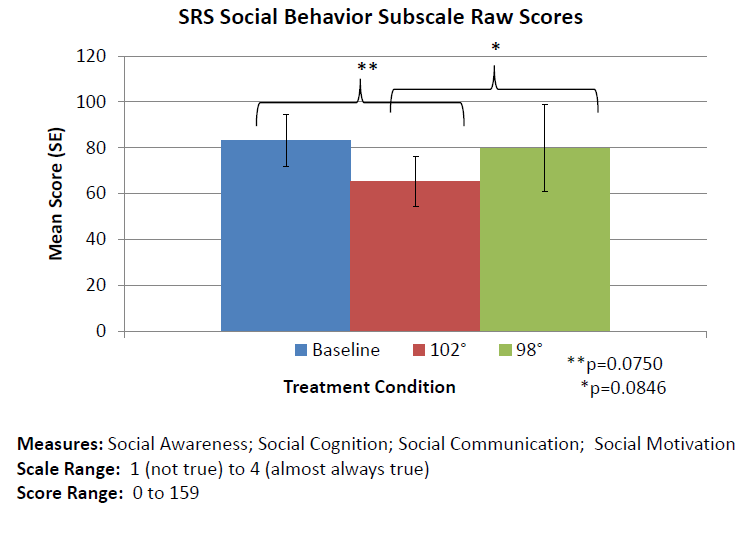 SRS Social Behavior Subscale Raw Scores
120
100
80
60
40
20
0
Mean Score (SE)
**
*
Baseline 102° 98°
Treatment Condition
**p=0.0750
*p=0.0846
Measures: Social Awareness; Social Cognition; Social Communication; Social Motivation
Scale Range: 1 (not true) to 4 (almost always true)
Score Range: 0 to 159